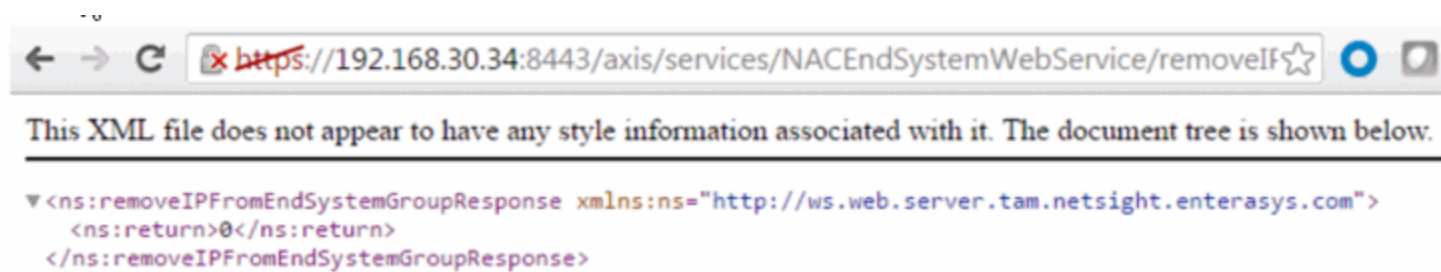 https://192.168.30.34:8443/axis/services/NACEndSystemWebService/removeIP
This XML file does not appear to have any style information associated with it. The document tree is shown below.
▼<ns:removeIPFromEndSystemGroupResponse xmlns:ns="http://ws.web.server.tam.netsight.enterasys.com">
<ns:return>0</ns:return>
</ns:removeIPFromEndSystemGroupResponse>